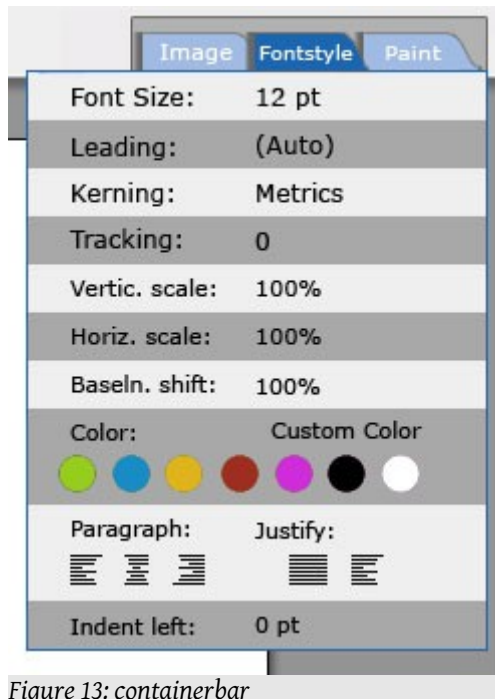 Image Fontstyle Paint
Font Size: 12 pt
Leading: (Auto)
Kerning: Metrics
Tracking: 0
Vertic. scale: 100%
Horiz. scale: 100%
Baseln. shift: 100%
Color: Custom Color
Paragraph: Justify:
Indent left: 0 pt
Figure 13: containerbar